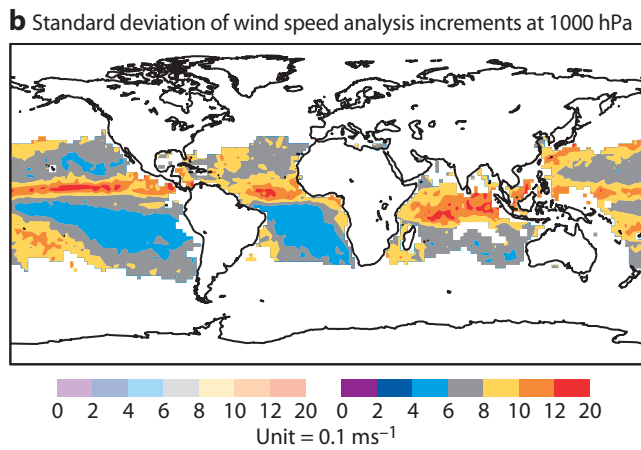 b Standard deviation of wind speed analysis increments at 1000 hPa
0 2 4 6 8 10 12 20 0 2 4 6 8 10 12 20
Unit = 0.1 ms⁻¹